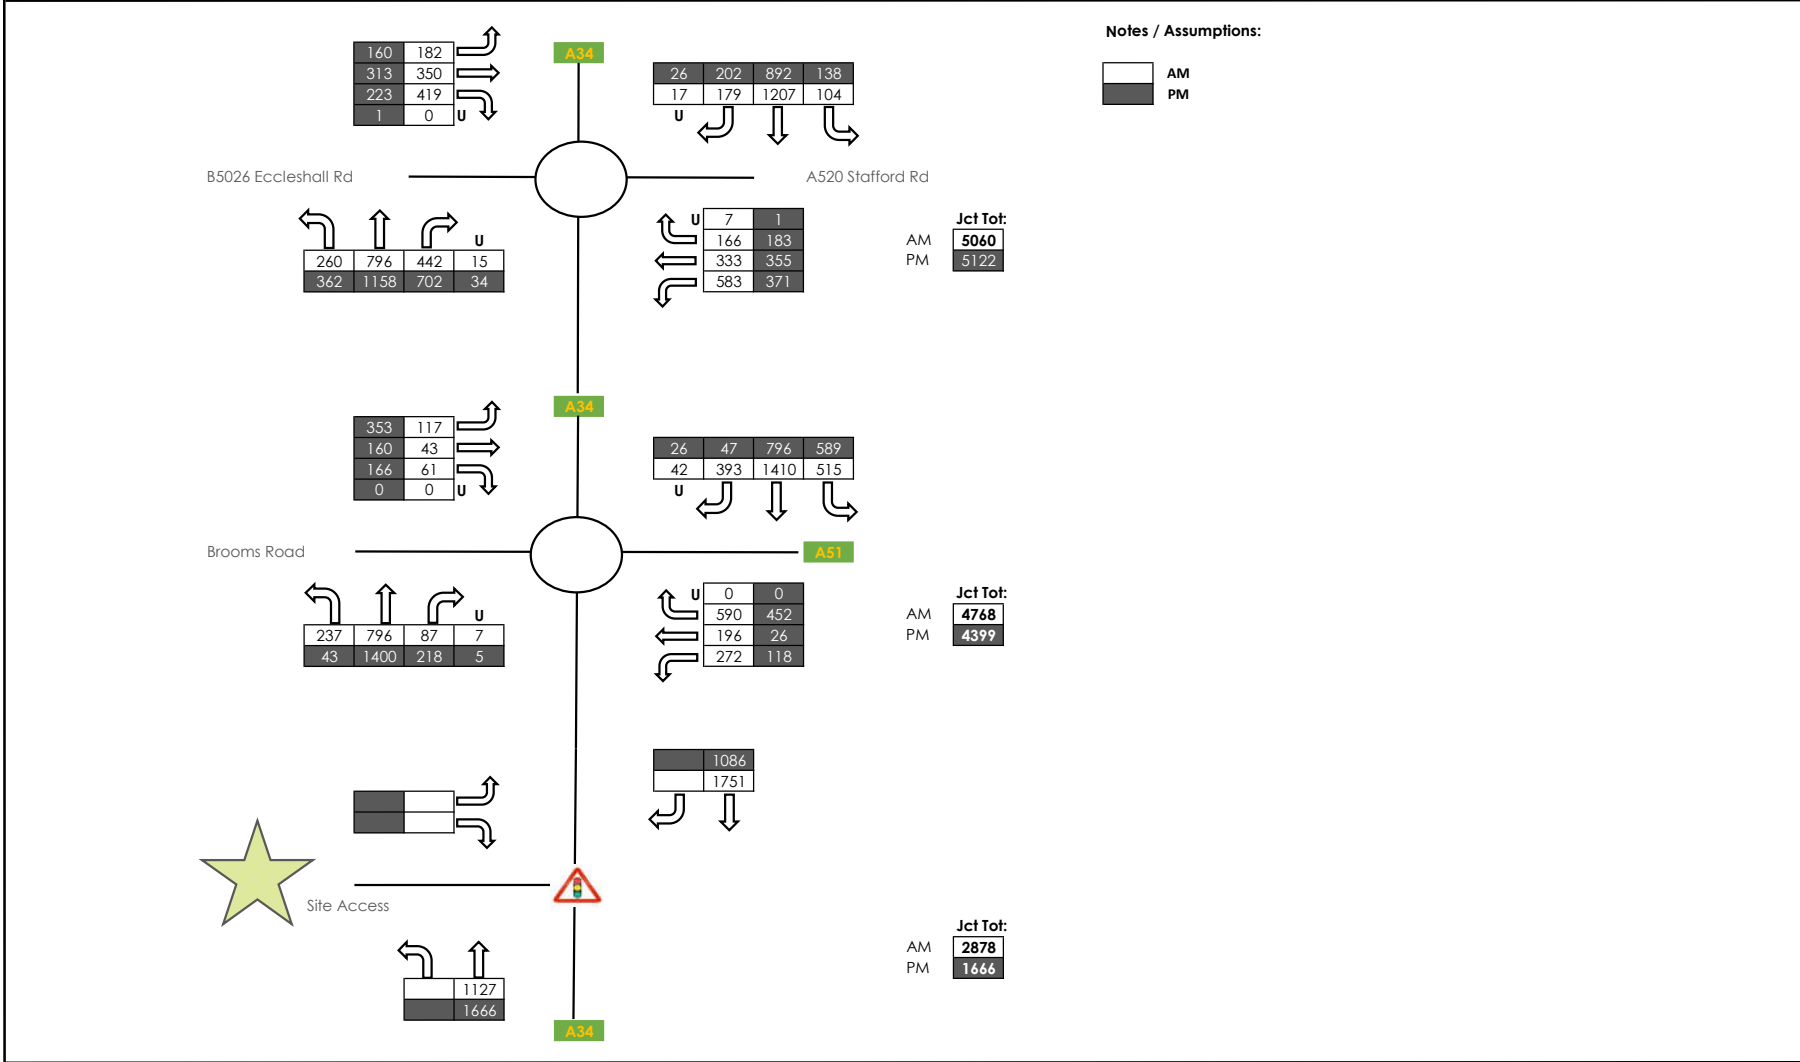 Notes / Assumptions:
AM
PM
A34
160 182
313 350
223 419
1 0 U
26 202 892 138
17 179 1207 104
U
B5026 Eccleshall Rd
A520 Stafford Rd
U
260 796 442 15
362 1158 702 34
U 7 1
166 183
333 355
583 371
Jct Tot:
AM 5060
PM 5122
A34
353 117
160 43
166 61
0 0 U
26 47 796 589
42 393 1410 515
U
Brooms Road
A51
U
237 796 87 7
43 1400 218 5
U 0 0
590 452
196 26
272 118
Jct Tot:
AM 4768
PM 4399
1086
1751
Site Access
1127
1666
Jct Tot:
AM 2878
PM 1666
A34